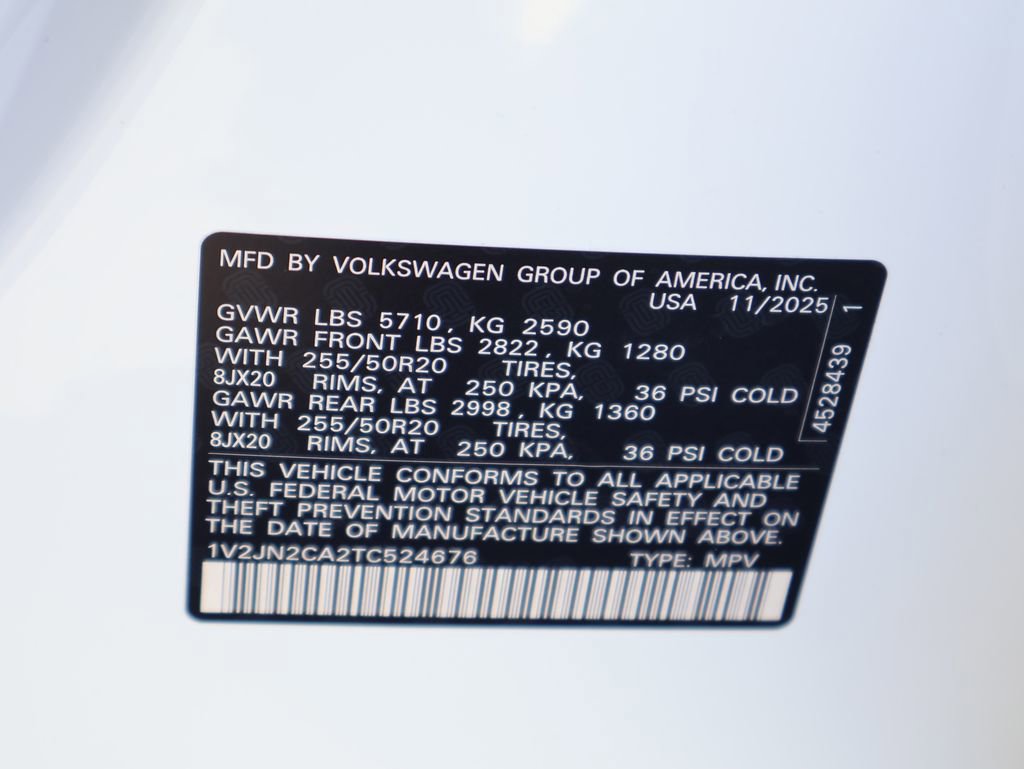 MFD BY VOLKSWAGEN GROUP OF AMERICA, INC.
USA 11/2025
GVWR LBS 5710, KG 2590
GAWR FRONT LBS 2822, KG 1280
WITH 255/50R20 TIRES,
8JX20 RIMS, AT 250 KPA, 36 PSI COLD
GAWR REAR LBS 2998, KG 1360
WITH 255/50R20 TIRES,
8JX20 RIMS, AT 250 KPA, 36 PSI COLD
4528439 1
THIS VEHICLE CONFORMS TO ALL APPLICABLE
U.S. FEDERAL MOTOR VEHICLE SAFETY AND
THEFT PREVENTION STANDARDS IN EFFECT ON
THE DATE OF MANUFACTURE SHOWN ABOVE.
1V2JN2CA2TC524676 TYPE: MPV